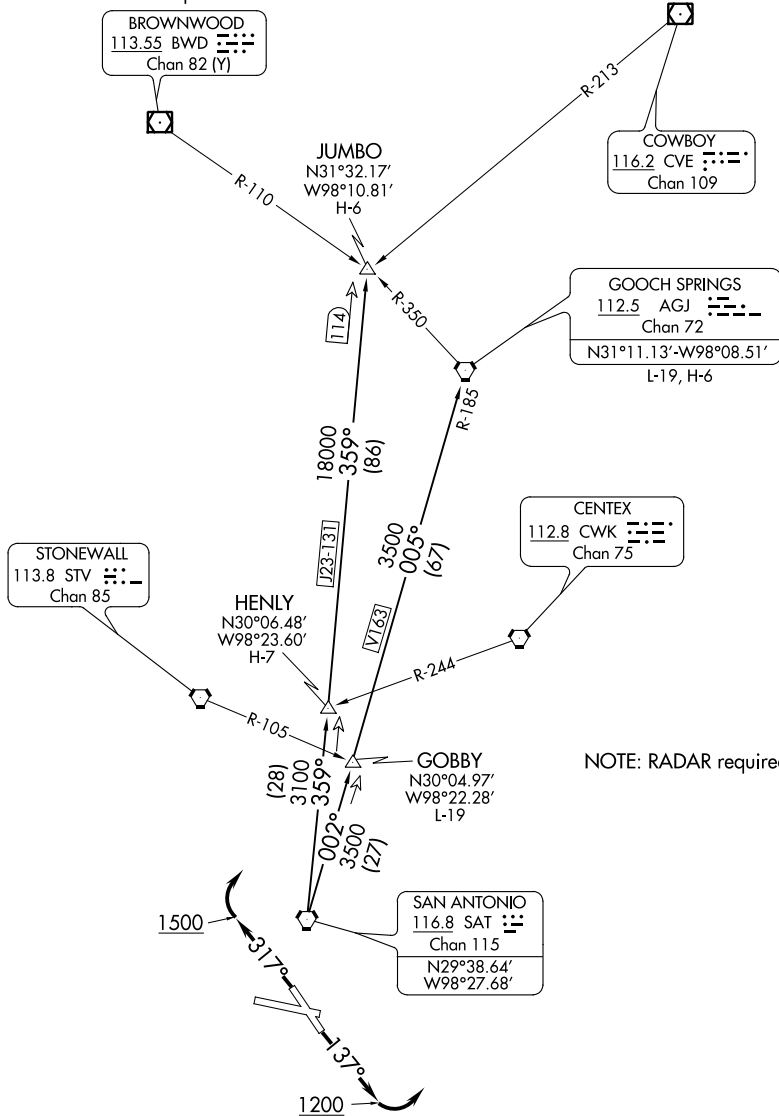 BROWNWOOD
113.55 BWD
Chan 82 (Y)
R-213
COWBOY
116.2 CVE
Chan 109
JUMBO
N31°32.17’
W98°10.81’
H-6
R-110
GOOCH SPRINGS
112.5 AGJ
Chan 72
N31°11.13’-W98°08.51’
L-19, H-6
R-350
114
R-185
18000
359°
(86)
3500
005°
(67)
CENTEX
112.8 CWK
Chan 75
J23-131
STONEWALL
113.8 STV
Chan 85
V163
HENLY
N30°06.48’
W98°23.60’
H-7
R-244
R-105
GOBBY
N30°04.97’
W98°22.28’
L-19
NOTE: RADAR required
(28)
3100
359°
002°
3500
(27)
SAN ANTONIO
116.8 SAT
Chan 115
N29°38.64’
W98°27.68’
1500
317°
137°
1200